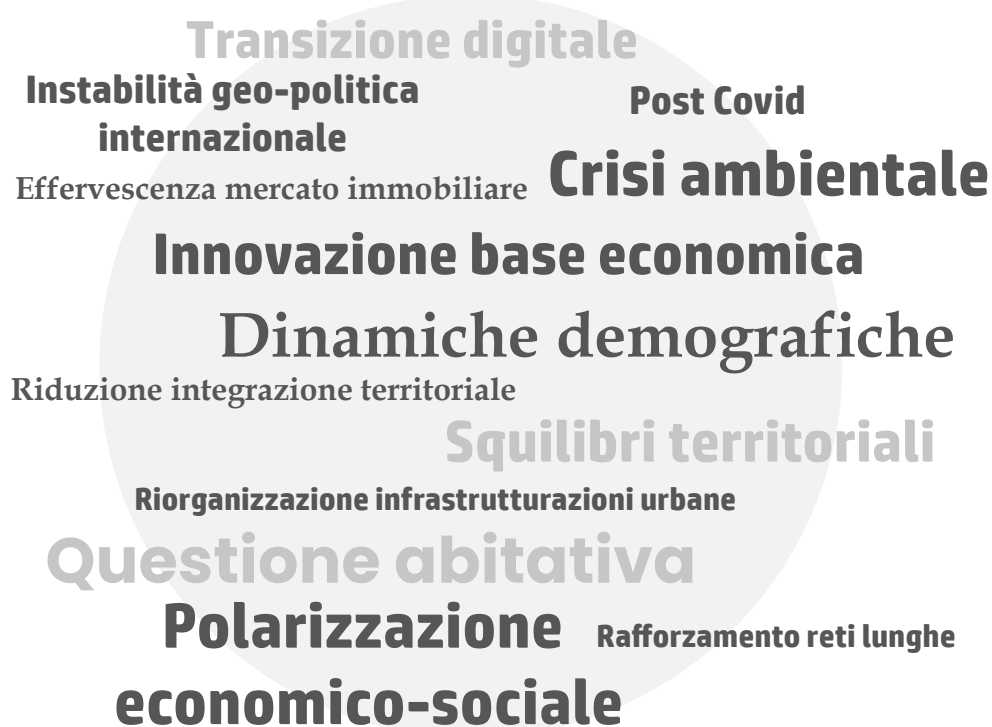 Transizione digitale
Instabilità geo-politica
internazionale
Post Covid
Effervescenza mercato immobiliare
Crisi ambientale
Innovazione base economica
Dinamiche demografiche
Riduzione integrazione territoriale
Squilibri territoriali
Riorganizzazione infrastrutturazioni urbane
Questione abitativa
Polarizzazione
economico-sociale
Rafforzamento reti lunghe